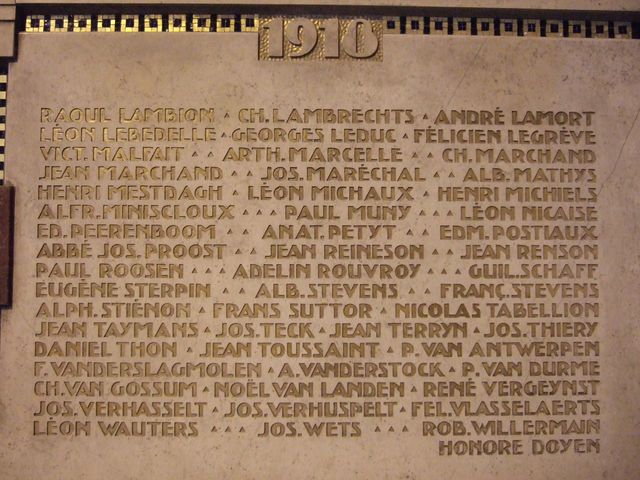 1918
RAOUL LAMBION · CH. LAMBRECHTS · ANDRÉ LAMORT
LÉON LEBEDELLE · GEORGES LEDUC · FÉLICIEN LEGRÈVE
VICT. MALFAIT · · ARTH. MARCELLE · · CH. MARCHAND
JEAN MARCHAND · · JOS. MARÉCHAL · · ALB. MATHYS
HENRI MESTDAGH · LÉON MICHAUX · HENRI MICHIELS
ALFR. MINISCLOUX · · · PAUL MUNY · · · LÉON NICAISE
ED. PEERENBOOM · · ANAT. PETYT · · EDM. POSTIAUX
ABBÉ JOS. PROOST · · JEAN REINESON · · JEAN RENSON
PAUL ROOSEN · · · ADELIN ROUVROY · · · GUIL. SCHAFF
EUGÈNE STERPIN · · ALB. STEVENS · · FRANÇ. STEVENS
ALPH. STIÉNON · FRANS SUTTOR · NICOLAS TABELLION
JEAN TAYMANS · JOS. TECK · JEAN TERRYN · JOS. THIERY
DANIEL THON · JEAN TOUSSAINT · P. VAN ANTWERPEN
F. VANDERSLAGMOLEN · A. VANDERSTOCK · P. VAN DURME
CH. VAN GOSSUM · NOËL VAN LANDEN · RENÉ VERGEYNST
JOS. VERHASSELT · JOS. VERHUSPELT · FEL. VLASSELAERTS
LÉON WAUTERS · · · JOS. WETS · · · ROB. WILLERMAIN
HONORE DOYEN